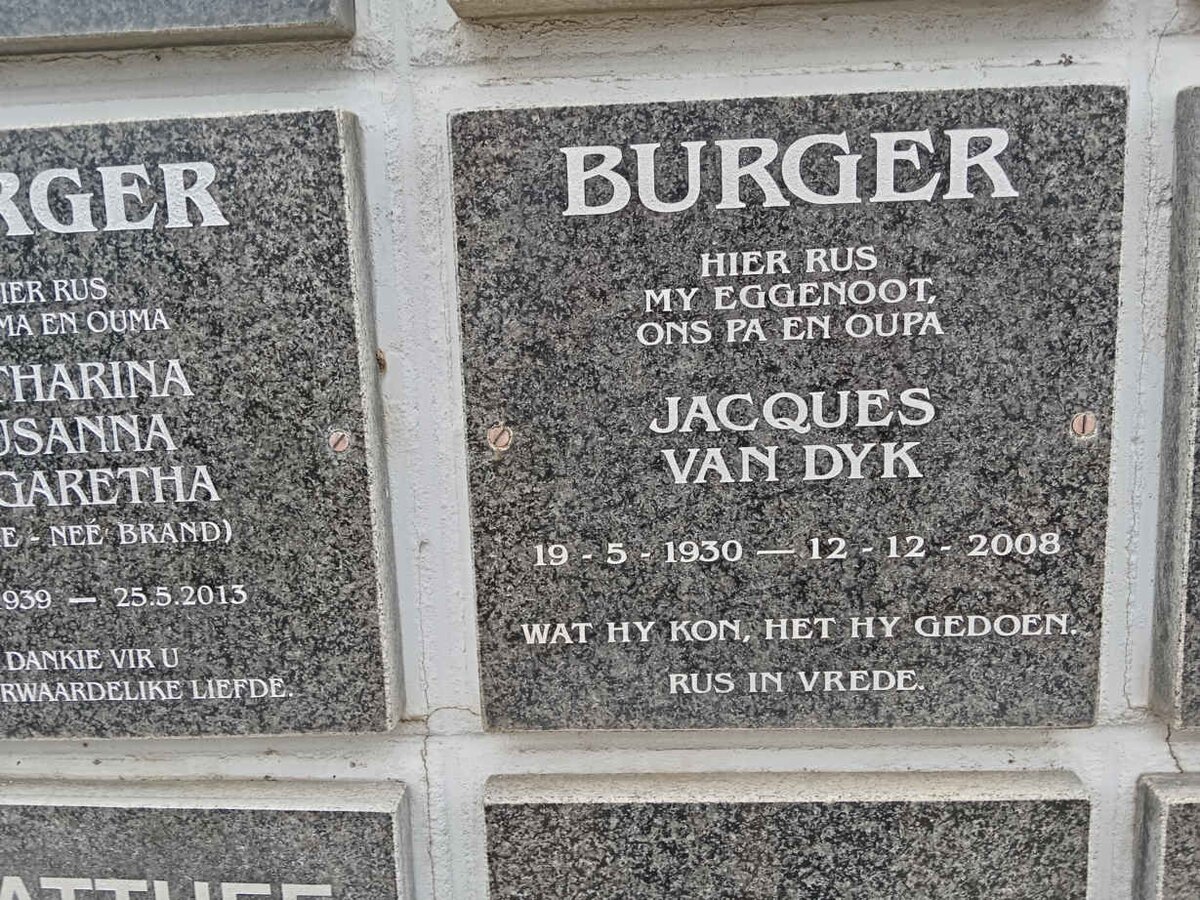 RGER
IER RUS
MA EN OUMA
THARINA
USANNA
GARETHA
E - NEÉ BRAND)
1939 — 25.5.2013
DANKIE VIR U
RWAARDELIKE LIEFDE.
BURGER
HIER RUS
MY EGGENOOT,
ONS PA EN OUPA
JACQUES
VAN DYK
19 - 5 - 1930 — 12 - 12 - 2008
WAT HY KON, HET HY GEDOEN.
RUS IN VREDE.